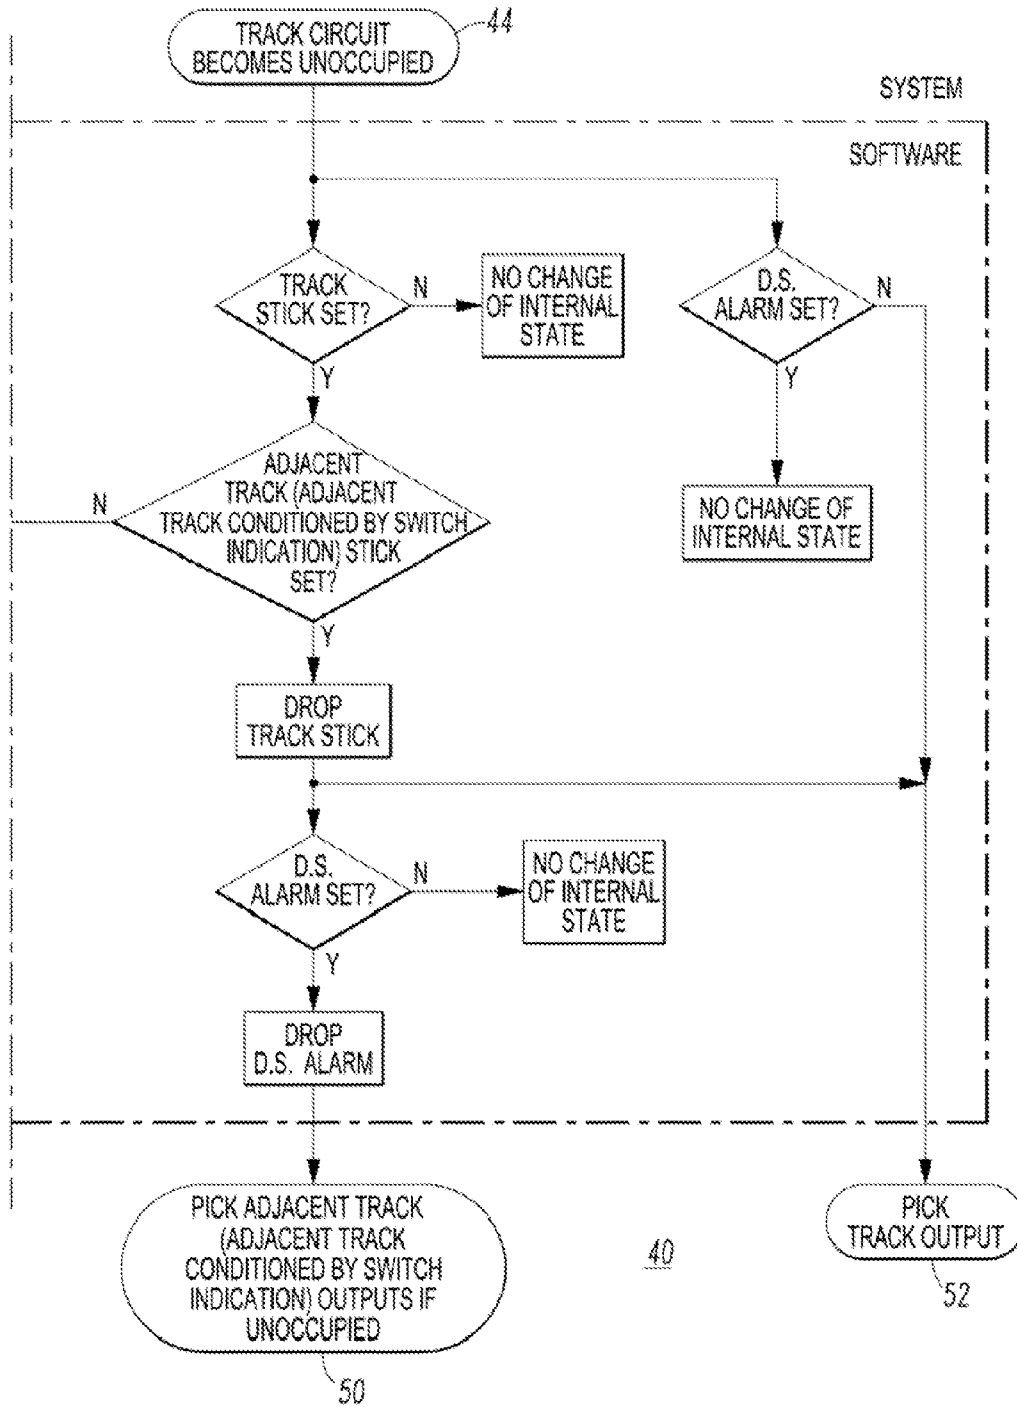 TRACK CIRCUIT
BECOMES UNOCCUPIED
44
SYSTEM
SOFTWARE
TRACK
STICK SET?
N
Y
NO CHANGE
OF INTERNAL
STATE
D.S.
ALARM SET?
N
Y
ADJACENT
TRACK (ADJACENT
TRACK CONDITIONED BY SWITCH
INDICATION) STICK
SET?
N
Y
NO CHANGE OF
INTERNAL STATE
DROP
TRACK STICK
D.S.
ALARM SET?
N
Y
NO CHANGE
OF INTERNAL
STATE
DROP
D.S. ALARM
PICK ADJACENT TRACK
(ADJACENT TRACK
CONDITIONED BY SWITCH
INDICATION) OUTPUTS IF
UNOCCUPIED
50
40
PICK
TRACK OUTPUT
52